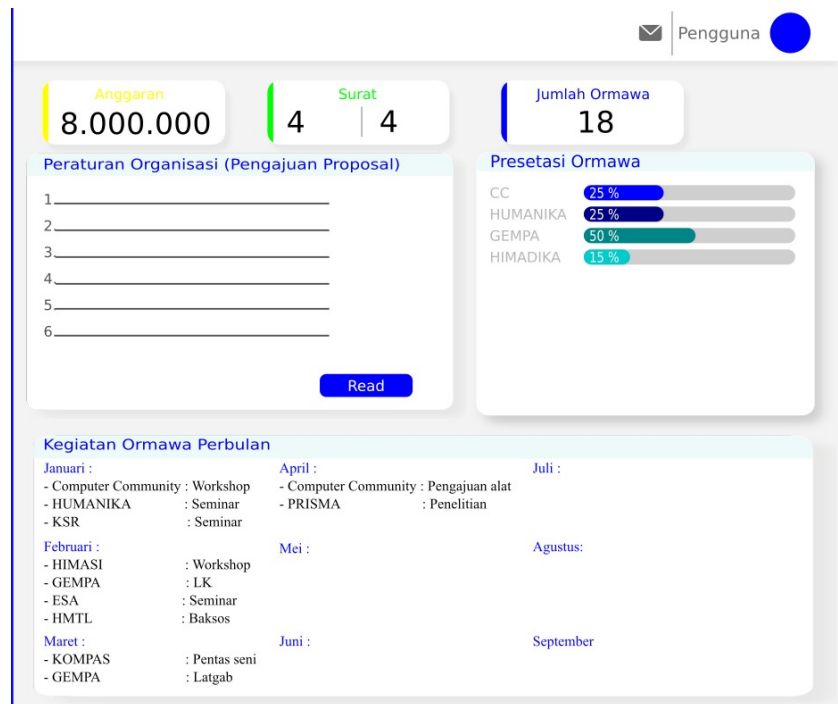 Pengguna
Anggaran
8.000.000
Surat
4 | 4
Jumlah Ormawa
18
Peraturan Organisasi (Pengajuan Proposal)
1
2
3
4
5
6
Read
Presetasi Ormawa
CC 25 %
HUMANIKA 25 %
GEMPA 50 %
HIMADIKA 15 %
Kegiatan Ormawa Perbulan
Januari :
- Computer Community : Workshop
- HUMANIKA : Seminar
- KSR : Seminar
Februari :
- HIMASI : Workshop
- GEMPA : LK
- ESA : Seminar
- HMTL : Baksos
Maret :
- KOMPAS : Pentas seni
- GEMPA : Latgab
April :
- Computer Community : Pengajuan alat
- PRISMA : Penelitian
Mei :
Juni :
Juli :
Agustus:
September